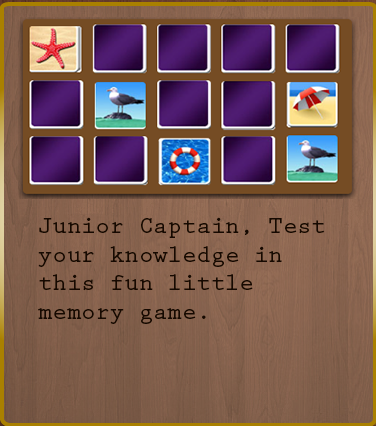 Junior Captain, Test
your knowledge in
this fun little
memory game.